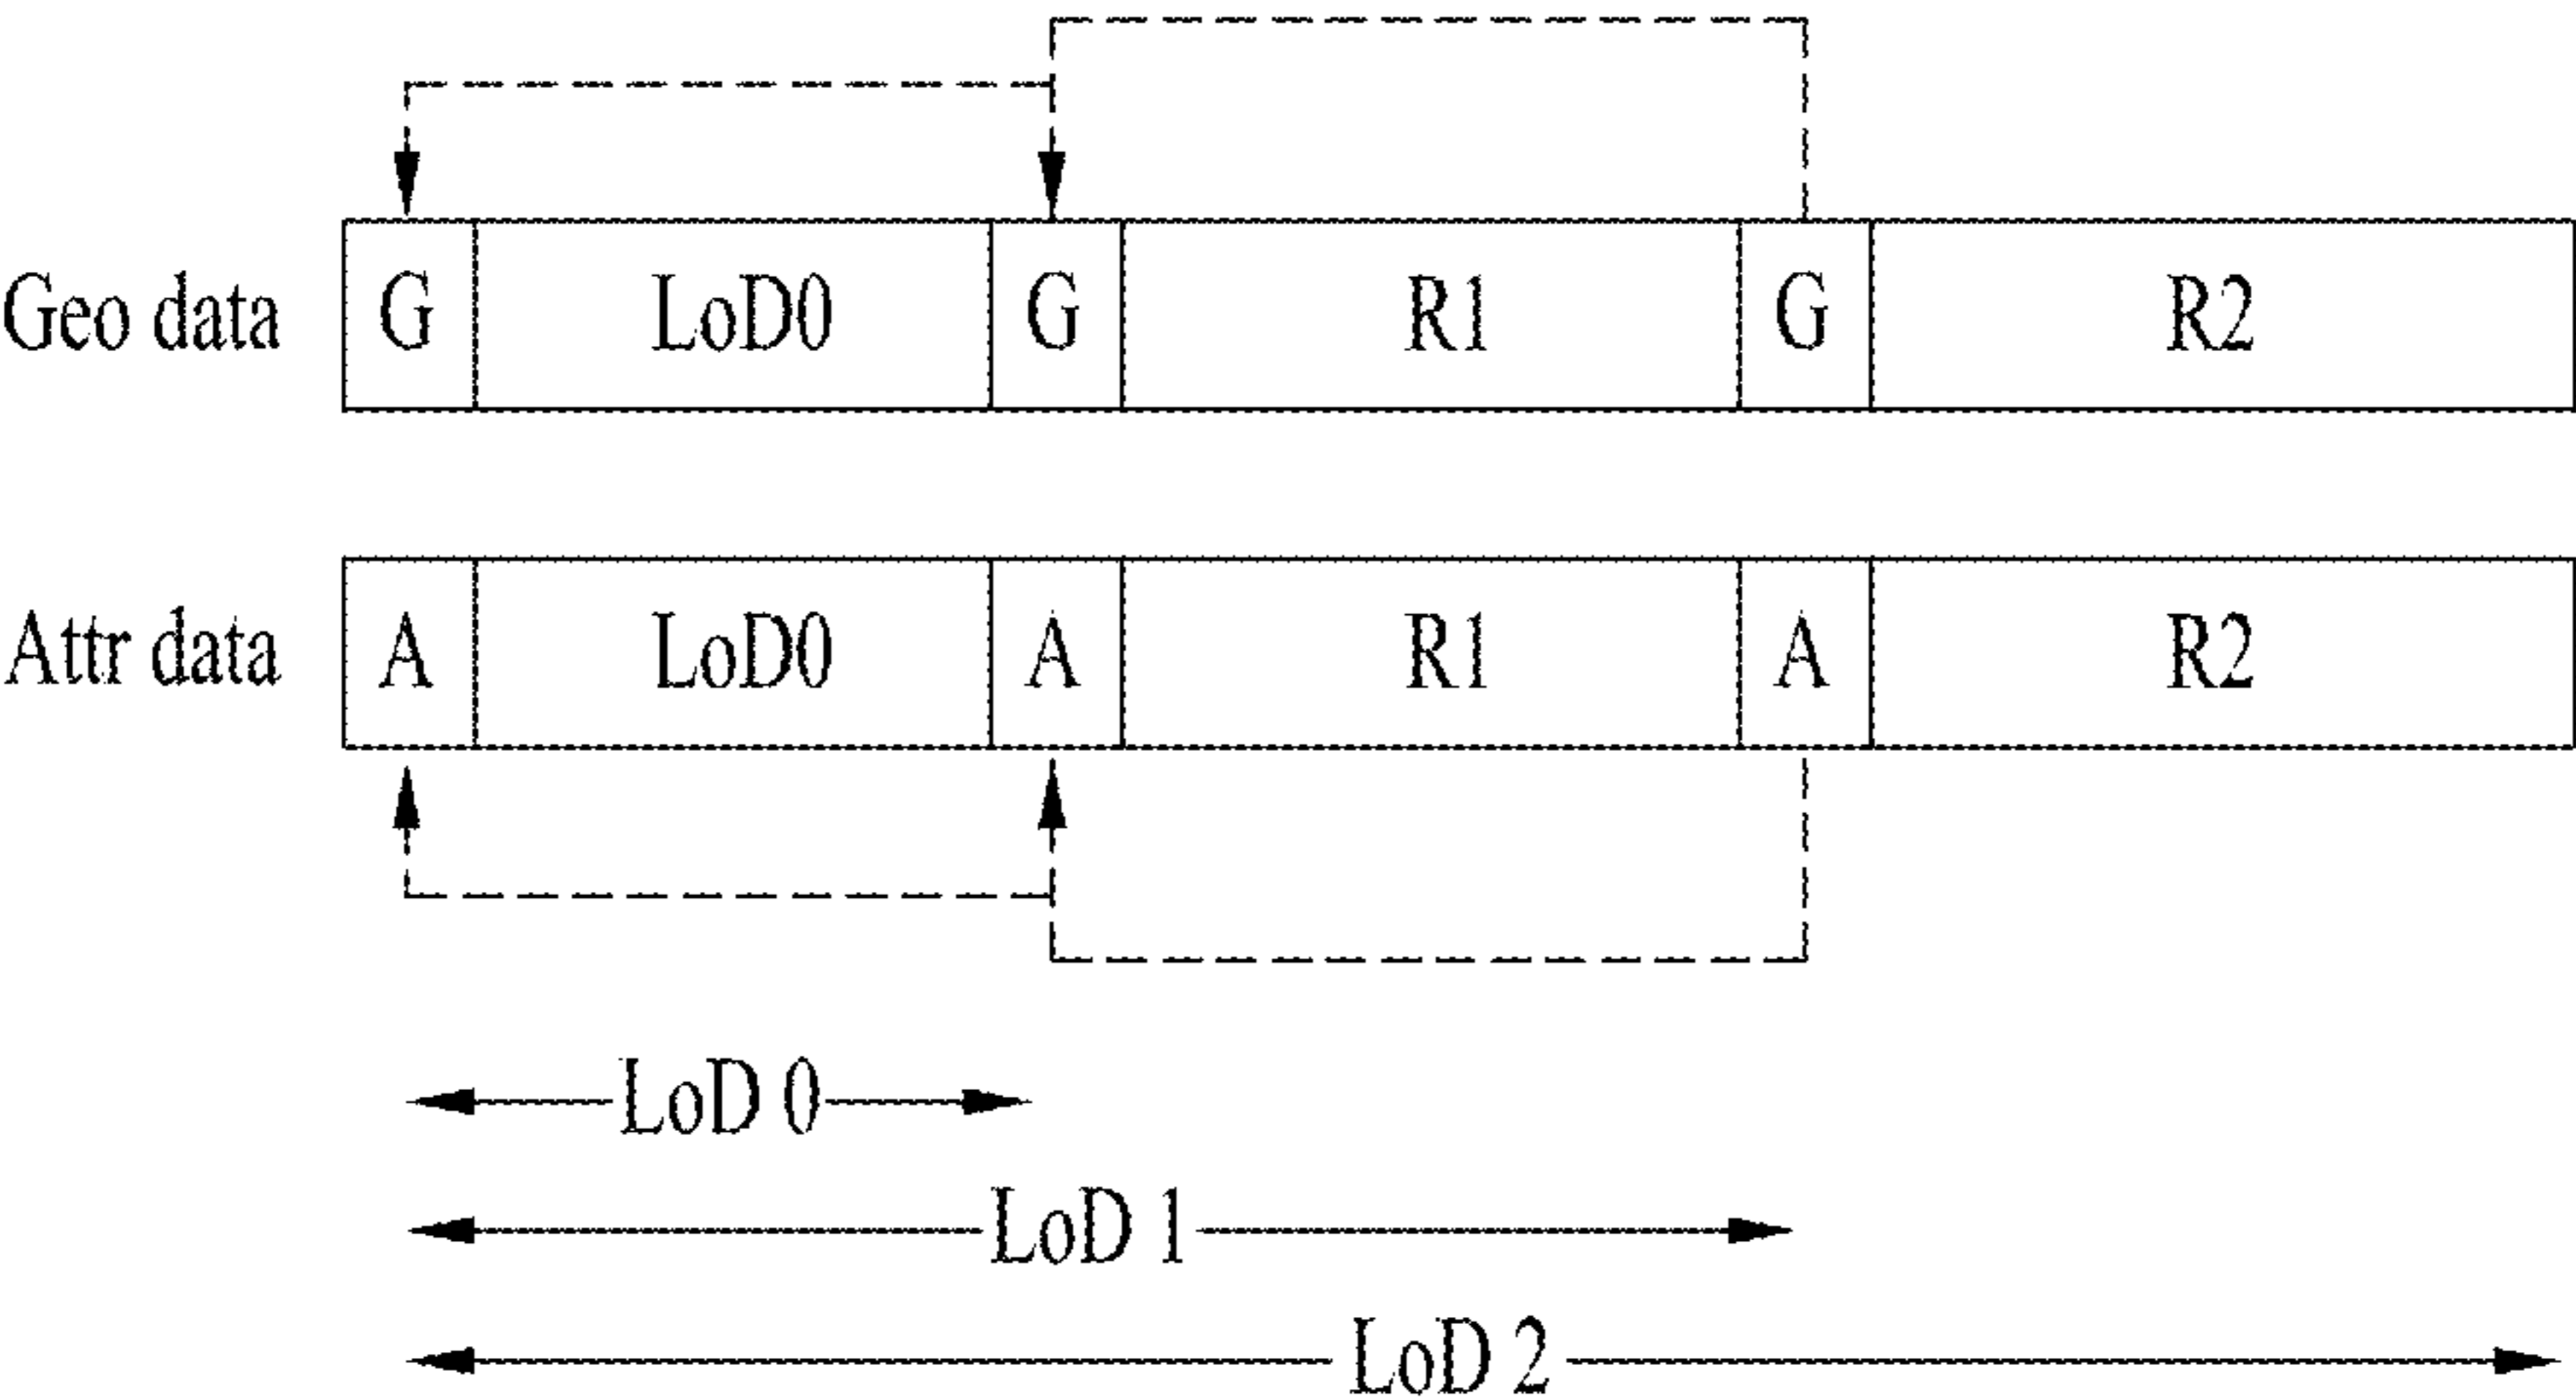 Geo data G LoD0 G R1 G R2
Attr data A LoD0 A R1 A R2
LoD 0
LoD 1
LoD 2